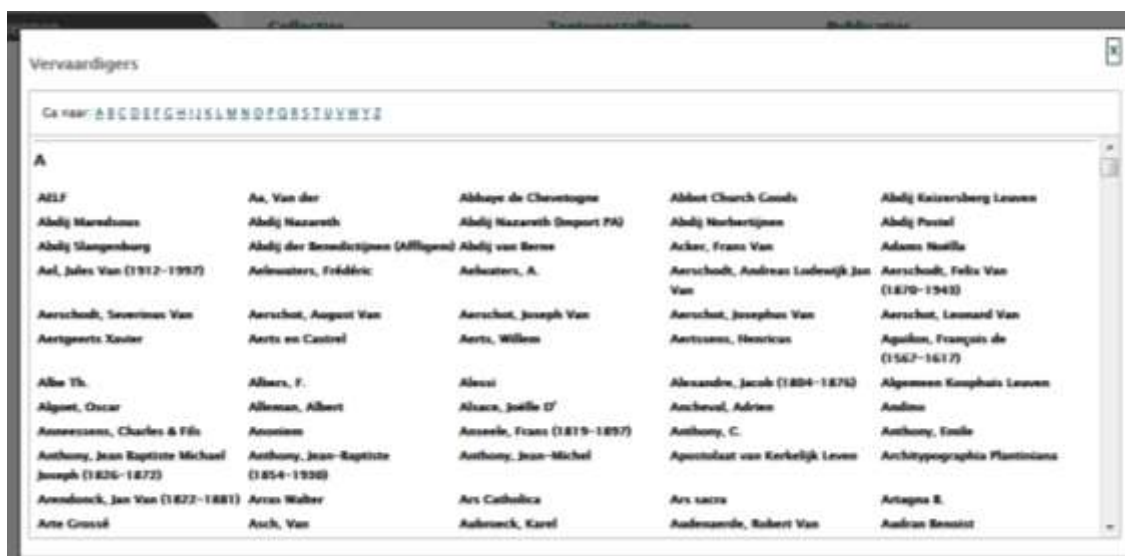 Collecties Tentoonstellingen Publicaties
Vervaardigers x
Ga naar: A B C D E F G H I J K L M N O P Q R S T U V W Y Z
A
AELF Aa, Van der Abbaye de Chevetogne Abbot Church Goods Abdij Keizersberg Leuven
Abdij Maredsous Abdij Nazareth Abdij Nazareth (Import PA) Abdij Norbertijnen Abdij Postel
Abdij Slangenburg Abdij der Benedictijnen (Affligem) Abdij van Berne Acker, Frans Van Adams Noëlla
Ael, Jules Van (1912-1997) Aelewaters, Frédéric Aelwaters, A. Aerschodt, Andreas Lodewijk Jan Aerschodt, Felix Van
Van (1870-1943)
Aerschodt, Severinus Van Aerschot, August Van Aerschot, Joseph Van Aerschot, Josephus Van Aerschot, Leonard Van
Aertgeerts Xavier Aerts en Castrel Aerts, Willem Aertssens, Henricus Aguilon, François de
(1567-1617)
Albe Th. Albers, F. Alessi Alexandre, Jacob (1804-1876) Algemeen Koophuis Leuven
Algoet, Oscar Alleman, Albert Alsace, Joëlle D' Ancheval, Adrien Andino
Anneessens, Charles & Fils Anoniem Anseele, Frans (1819-1897) Anthony, C. Anthony, Emile
Anthony, Jean Baptiste Michael Anthony, Jean-Baptiste Anthony, Jean-Michel Apostolaat van Kerkelijk Leven Architypographia Plantiniana
Joseph (1826-1872) (1854-1930)
Arendonck, Jan Van (1822-1881) Arras Walter Ars Catholica Ars sacra Artagna B.
Arte Grossé Asch, Van Aubroeck, Karel Audenaerde, Robert Van Audran Benoist